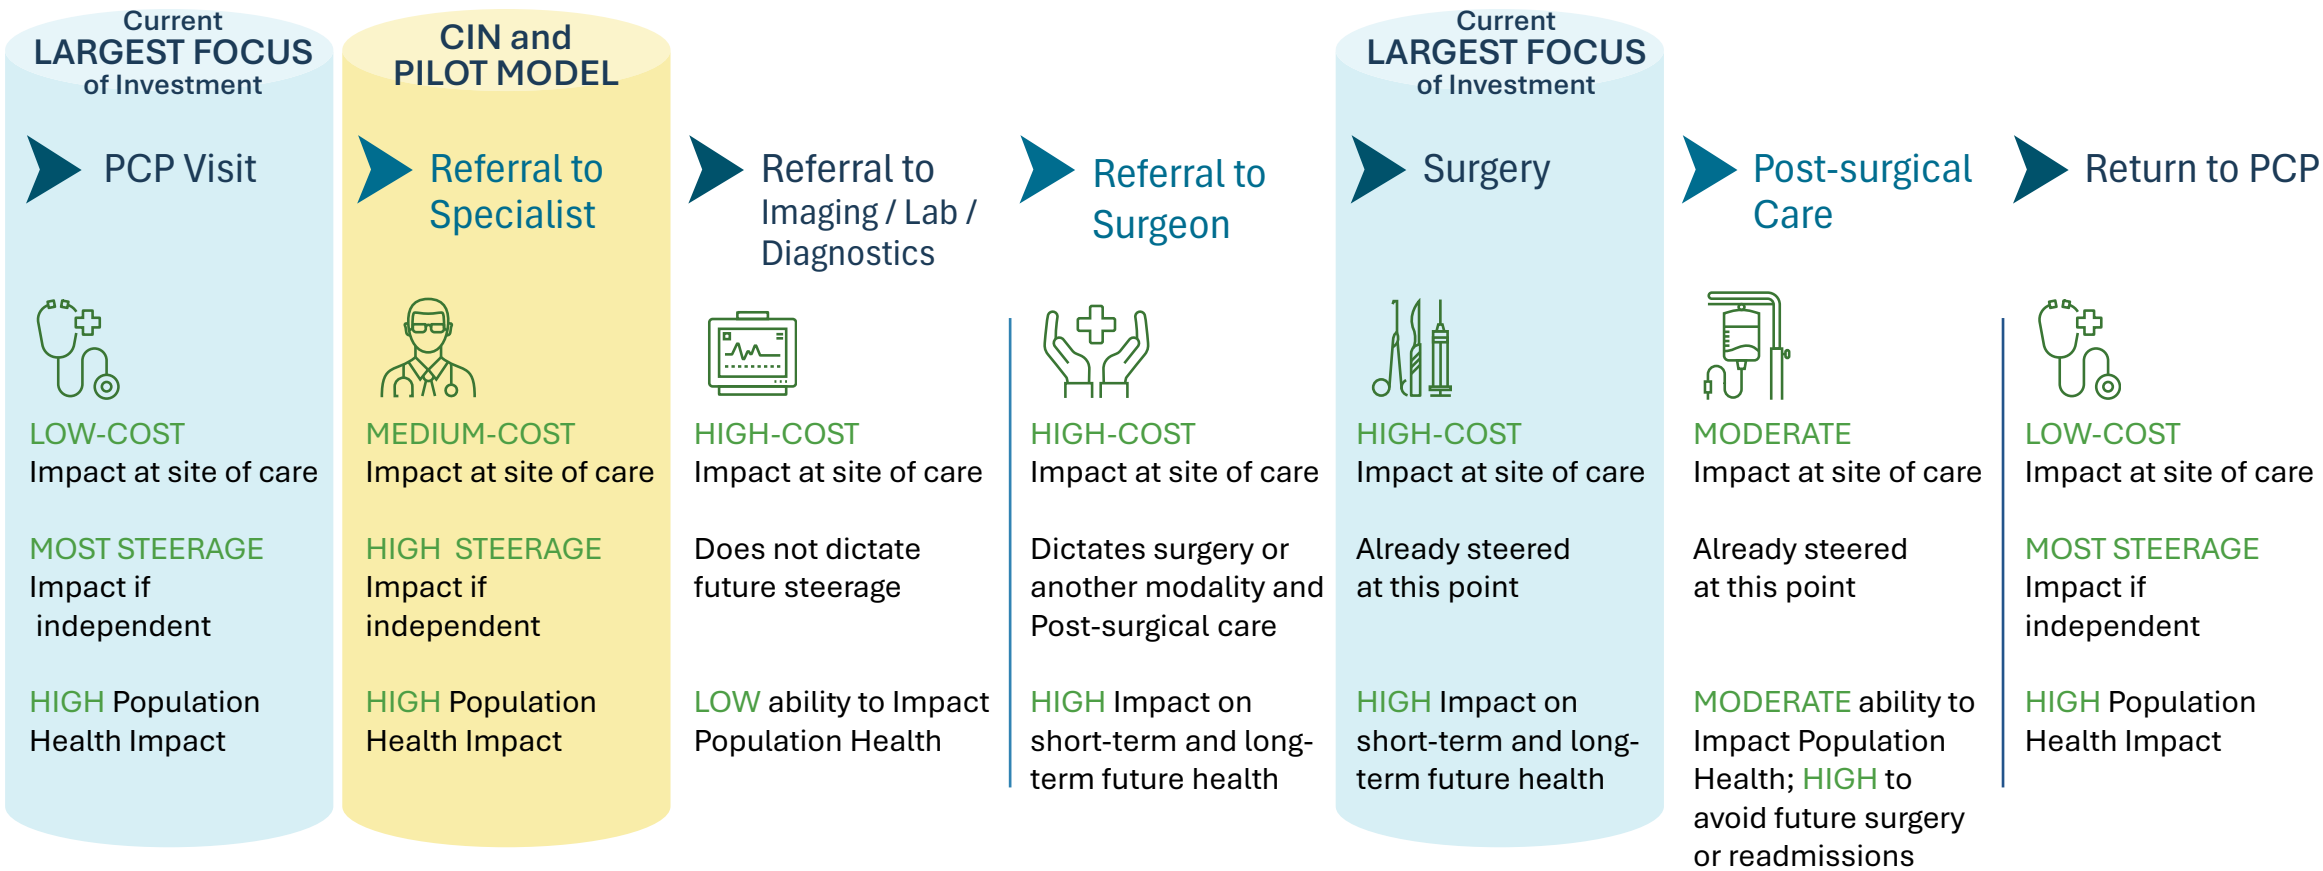 Current
LARGEST FOCUS
of Investment
PCP Visit
LOW-COST
Impact at site of care
MOST STEERAGE
Impact if
independent
HIGH Population
Health Impact
CIN and
PILOT MODEL
Referral to
Specialist
MEDIUM-COST
Impact at site of care
HIGH STEERAGE
Impact if
independent
HIGH Population
Health Impact
Referral to
Imaging / Lab /
Diagnostics
HIGH-COST
Impact at site of care
Does not dictate
future steerage
LOW ability to Impact
Population Health
Referral to
Surgeon
HIGH-COST
Impact at site of care
Dictates surgery or
another modality and
Post-surgical care
HIGH Impact on
short-term and long-
term future health
Current
LARGEST FOCUS
of Investment
Surgery
HIGH-COST
Impact at site of care
Already steered
at this point
HIGH Impact on
short-term and long-
term future health
Post-surgical
Care
MODERATE
Impact at site of care
Already steered
at this point
MODERATE ability to
Impact Population
Health; HIGH to
avoid future surgery
or readmissions
Return to PCP
LOW-COST
Impact at site of care
MOST STEERAGE
Impact if
independent
HIGH Population
Health Impact